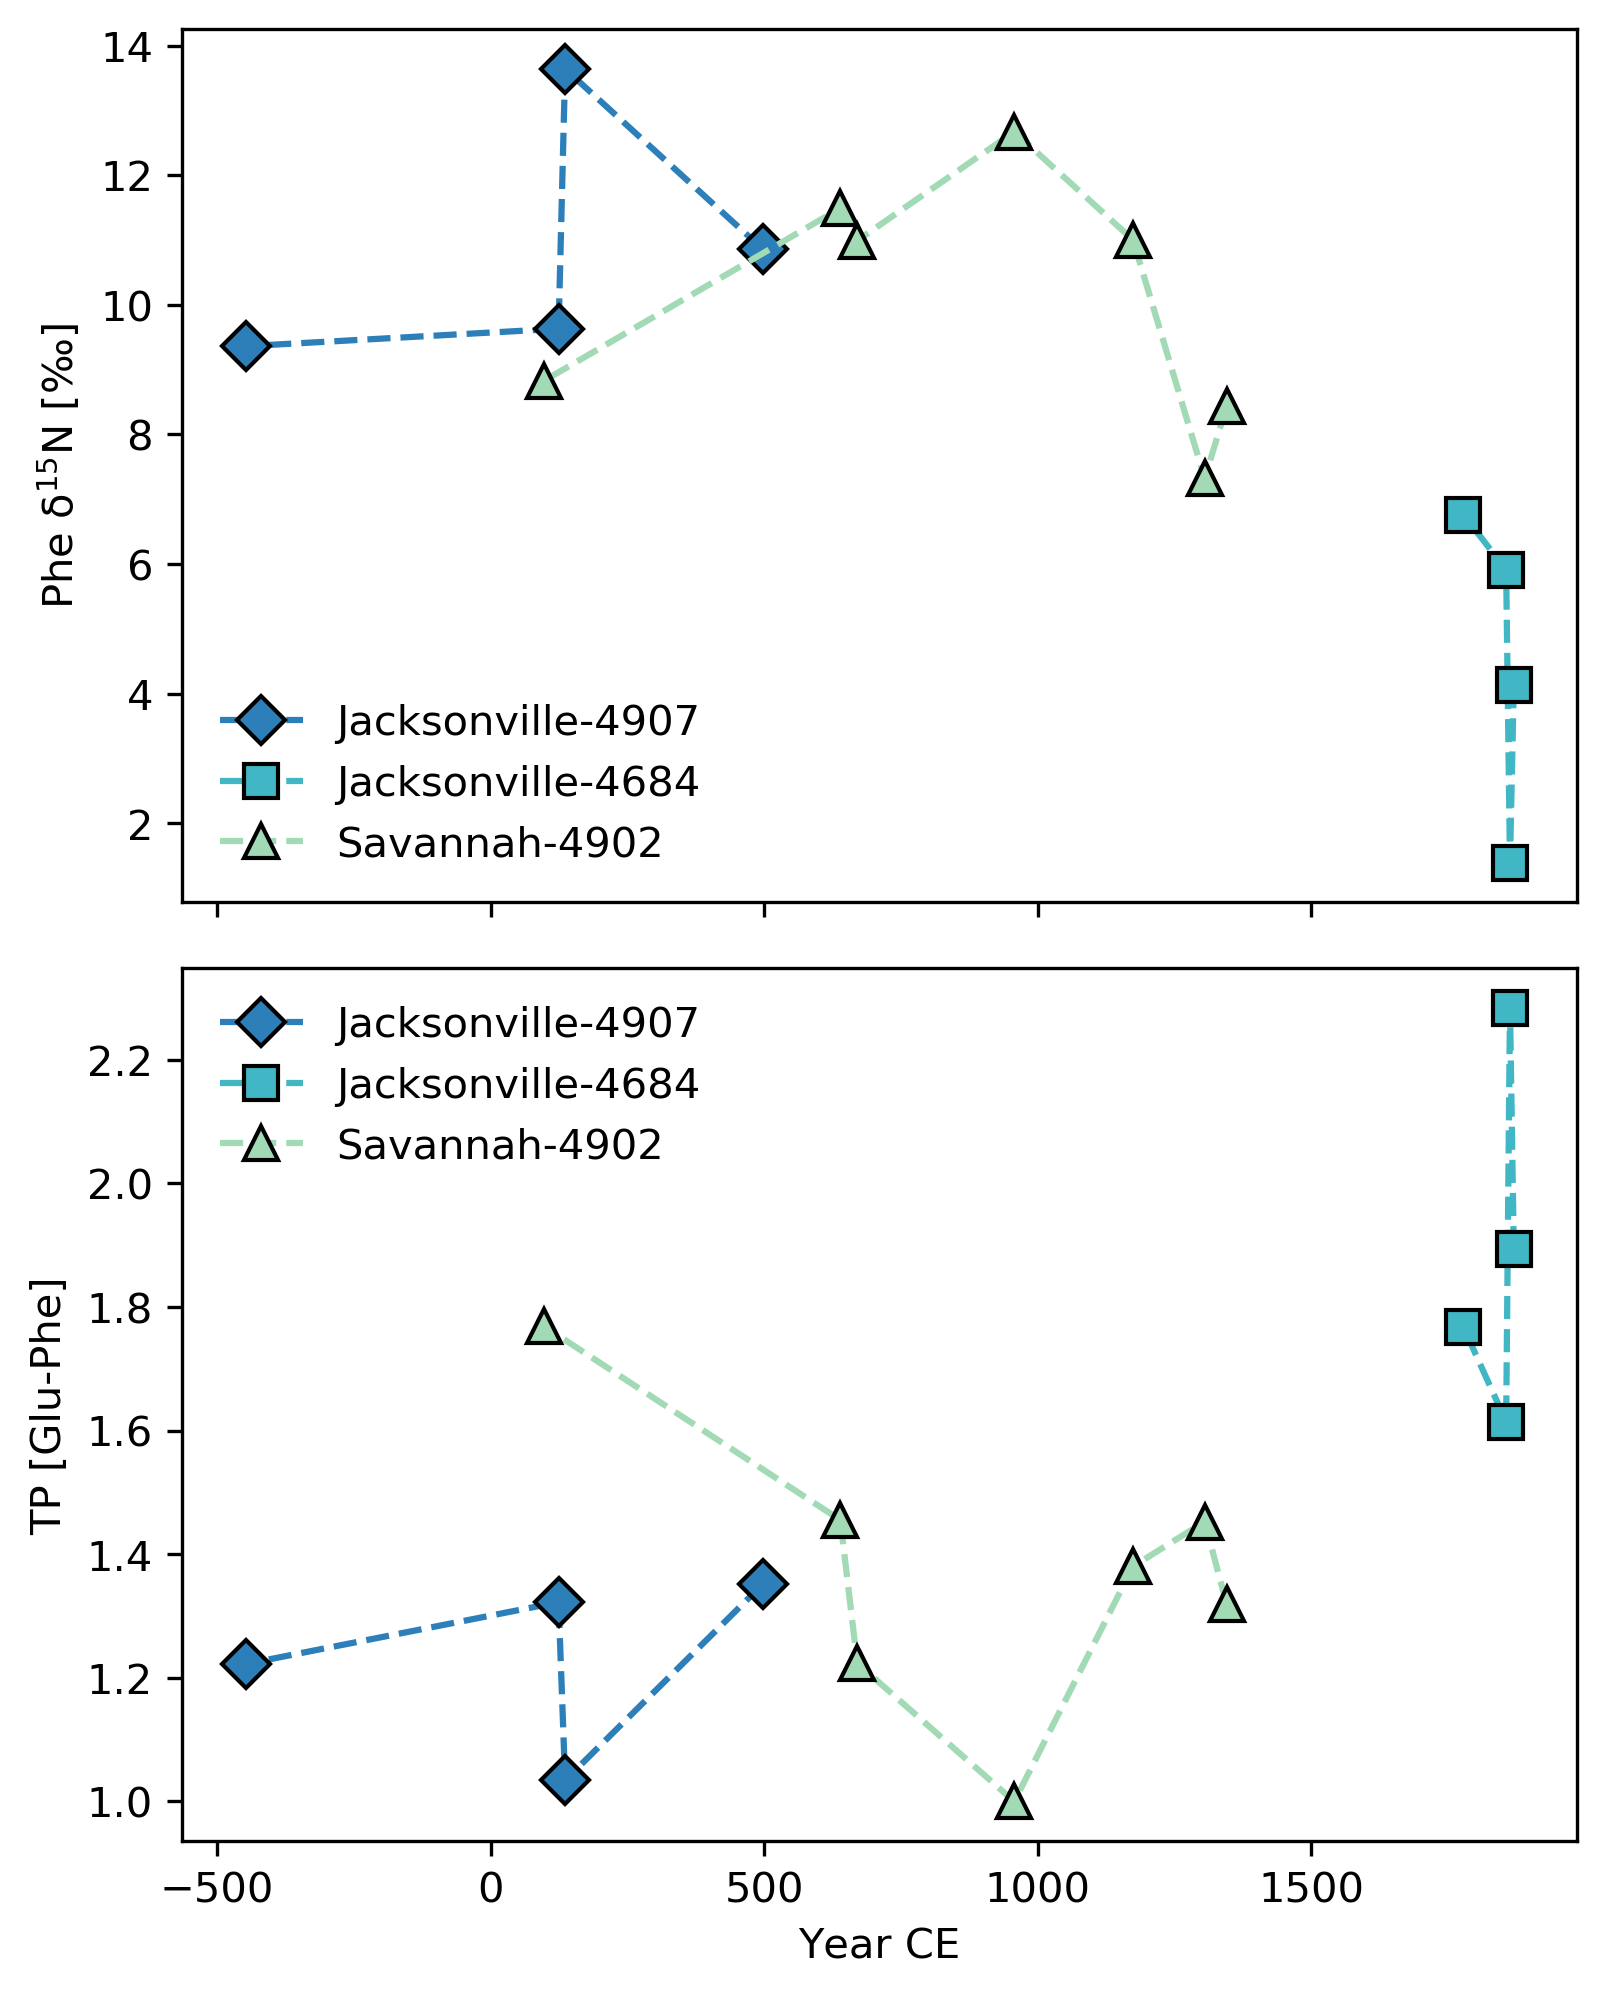 14
12
10
8
6
4
2
Phe δ¹⁵N [‰]
Jacksonville-4907
Jacksonville-4684
Savannah-4902
Jacksonville-4907
Jacksonville-4684
Savannah-4902
2.2
2.0
1.8
1.6
1.4
1.2
1.0
TP [Glu-Phe]
−500 0 500 1000 1500
Year CE